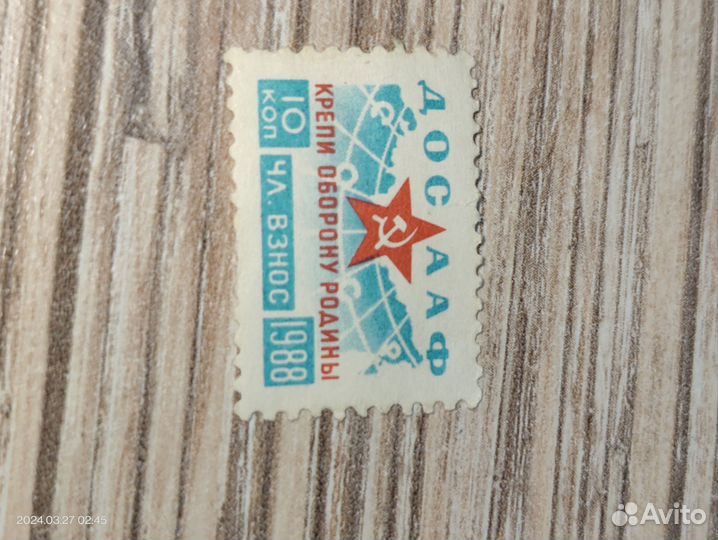 ДОСААФ
КРЕПИ ОБОРОНУ РОДИНЫ
10 КОП ЧЛ. ВЗНОС 1988
2024.03.27 02:45
Avito